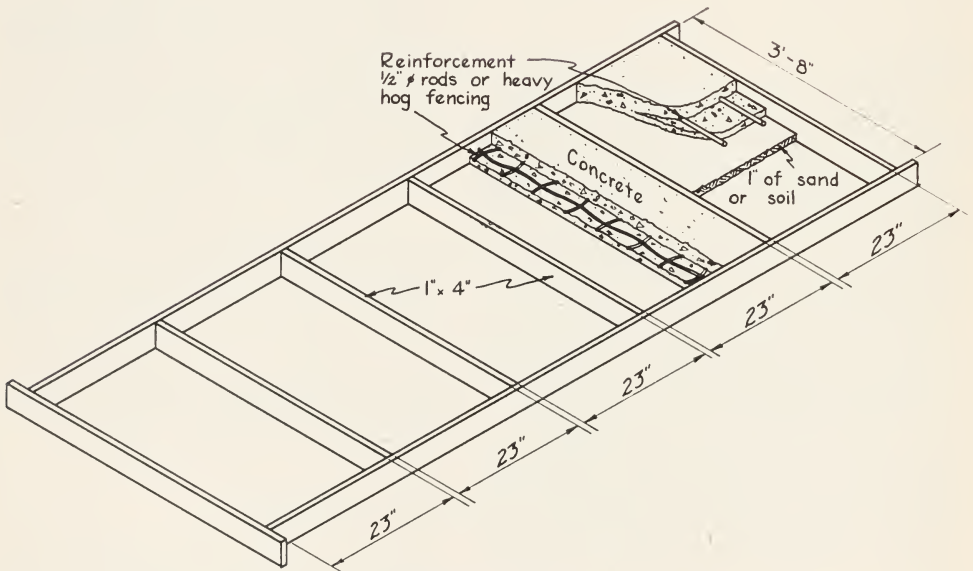 3'-8"
Reinforcement
1/2" ø rods or heavy
hog fencing
Concrete
1" of sand
or soil
1" x 4"
23"
23"
23"
23"
23"